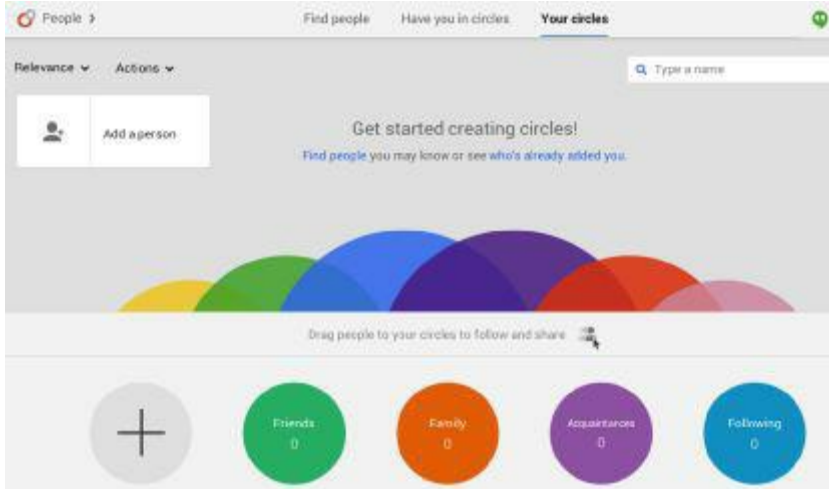 People
Find people
Have you in circles
Your circles
Relevance
Actions
Type a name
Add a person
Get started creating circles!
Find people you may know or see who's already added you.
Drag people to your circles to follow and share
Friends
0
Family
0
Acquaintances
0
Following
0